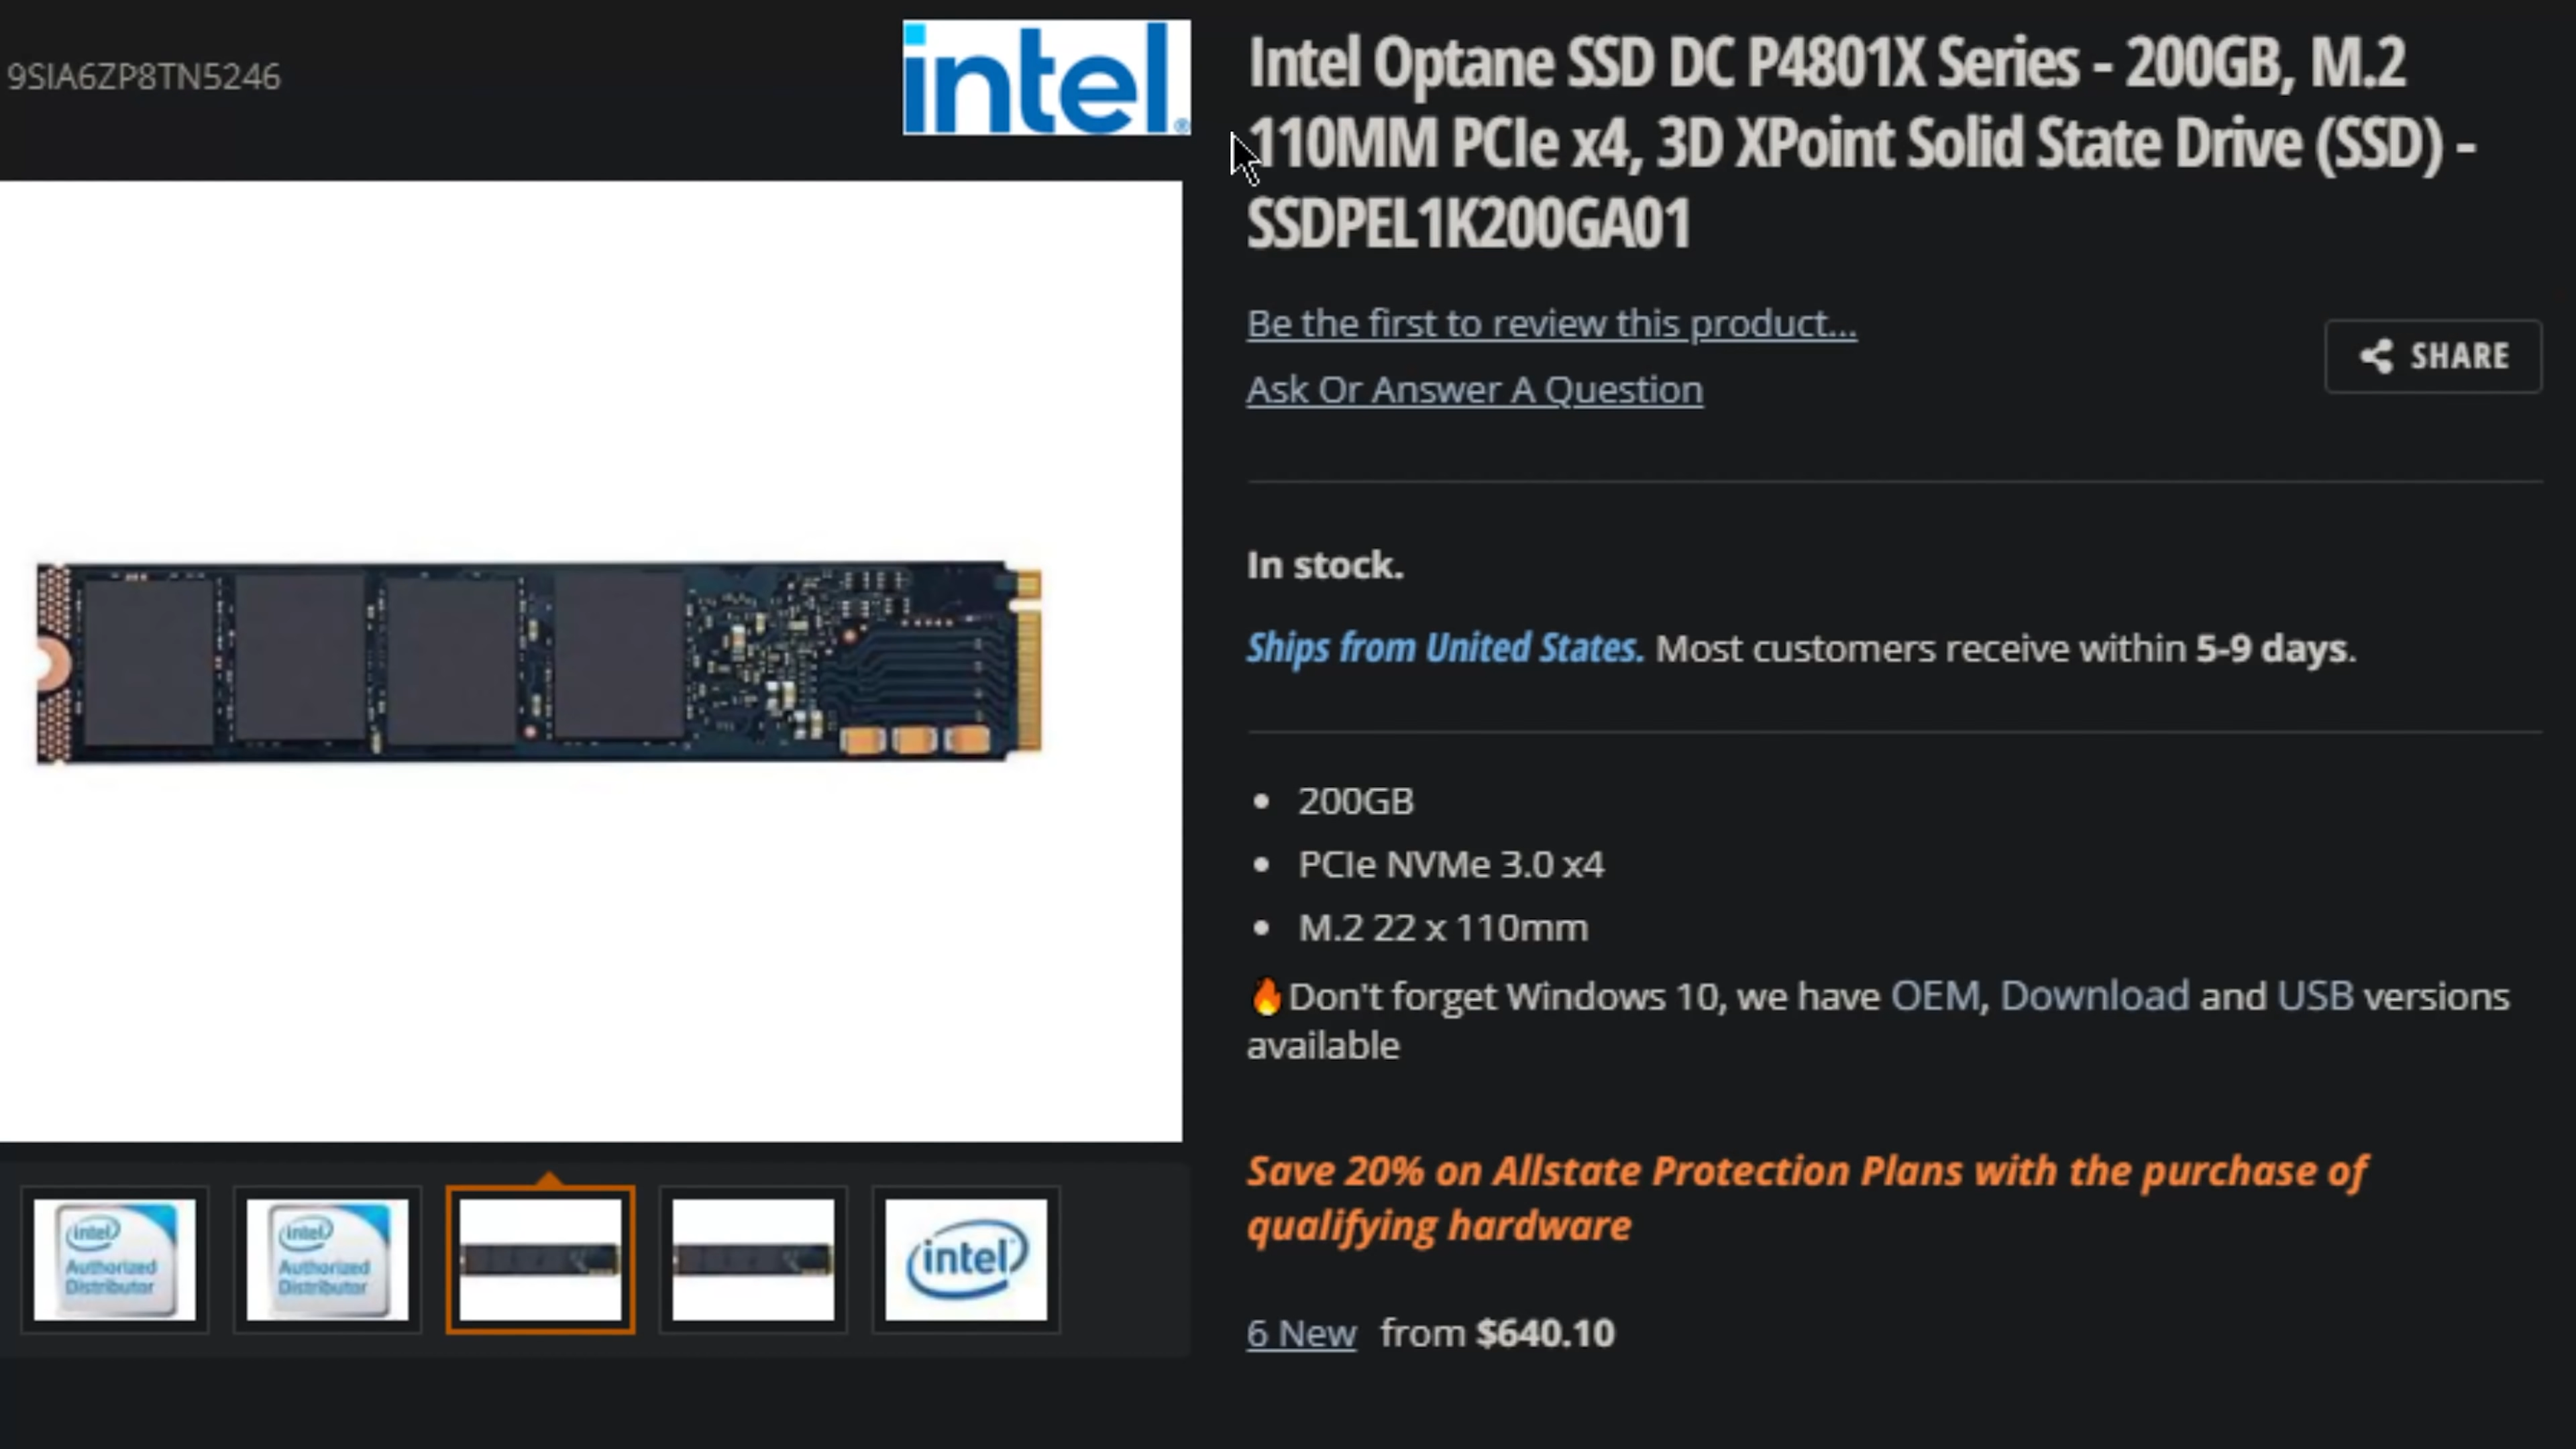 9SIA6ZP8TN5246
intel®
Intel Optane SSD DC P4801X Series - 200GB, M.2
110MM PCIe x4, 3D XPoint Solid State Drive (SSD) -
SSDPEL1K200GA01
Be the first to review this product...
Ask Or Answer A Question
SHARE
In stock.
Ships from United States. Most customers receive within 5-9 days.
• 200GB
• PCIe NVMe 3.0 x4
• M.2 22 x 110mm
🔥Don't forget Windows 10, we have OEM, Download and USB versions
available
Save 20% on Allstate Protection Plans with the purchase of
qualifying hardware
6 New from $640.10
intel
Authorized
Distributor
intel
Authorized
Distributor
intel